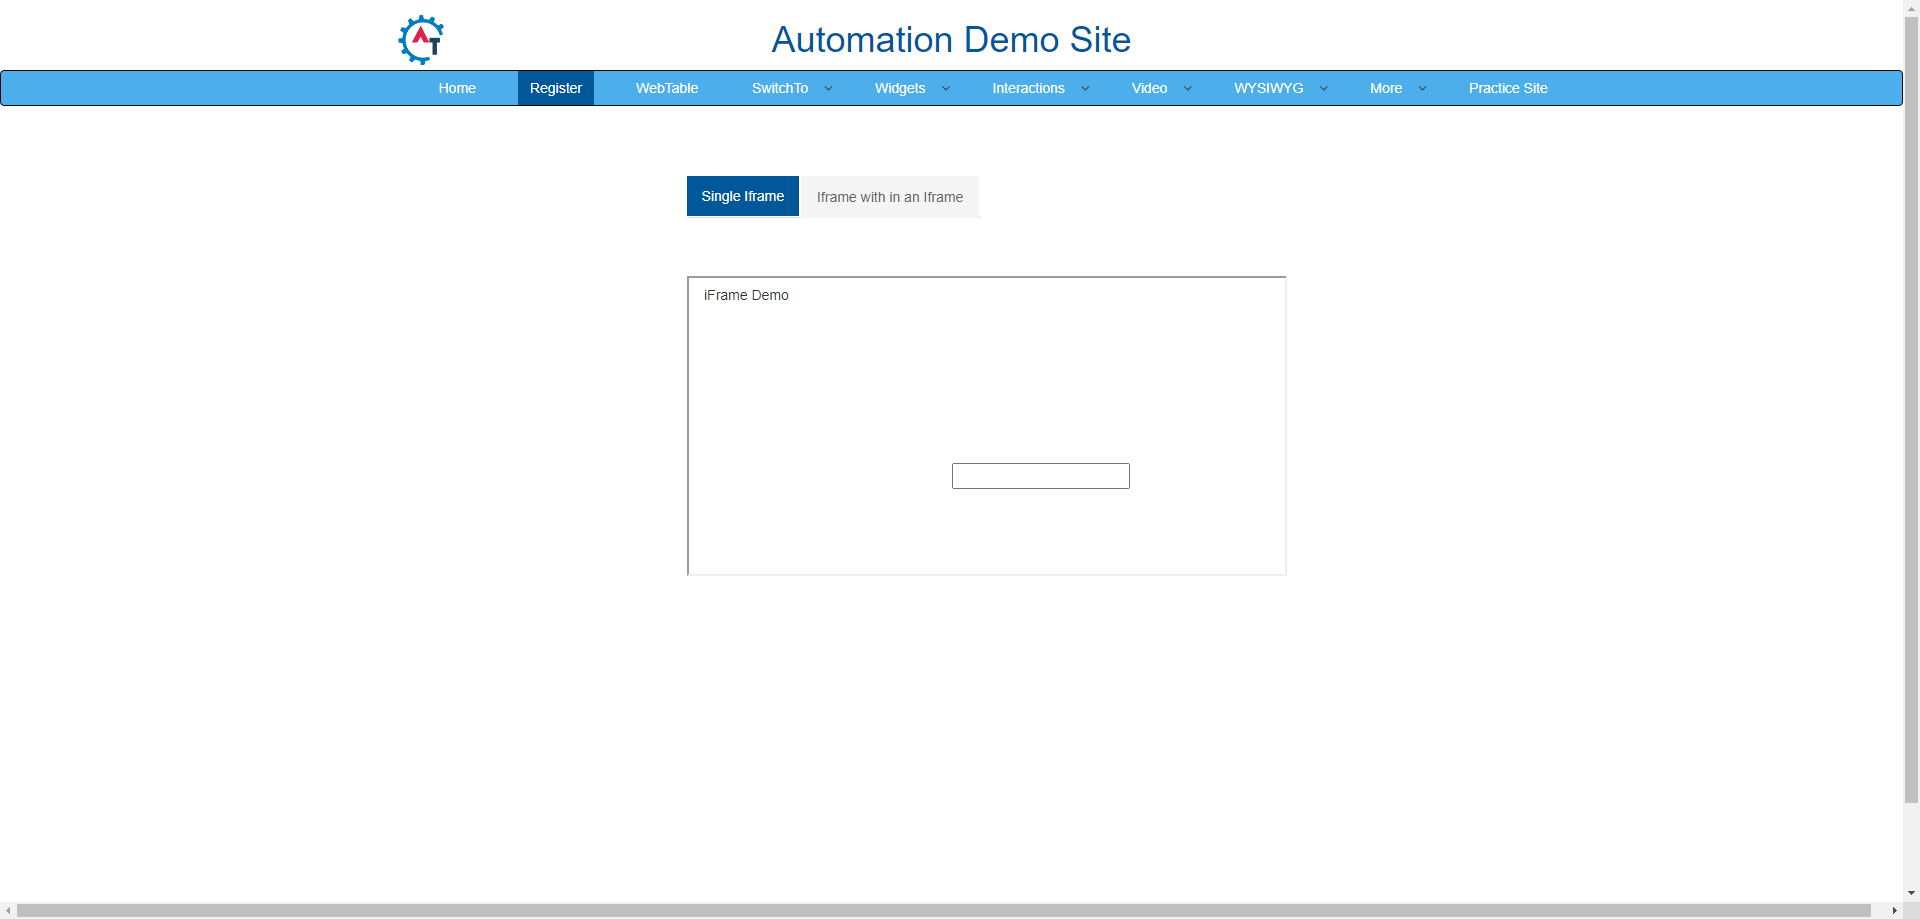 AT
Automation Demo Site
Home Register WebTable SwitchTo Widgets Interactions Video WYSIWYG More Practice Site
Single Iframe Iframe with in an Iframe
iFrame Demo